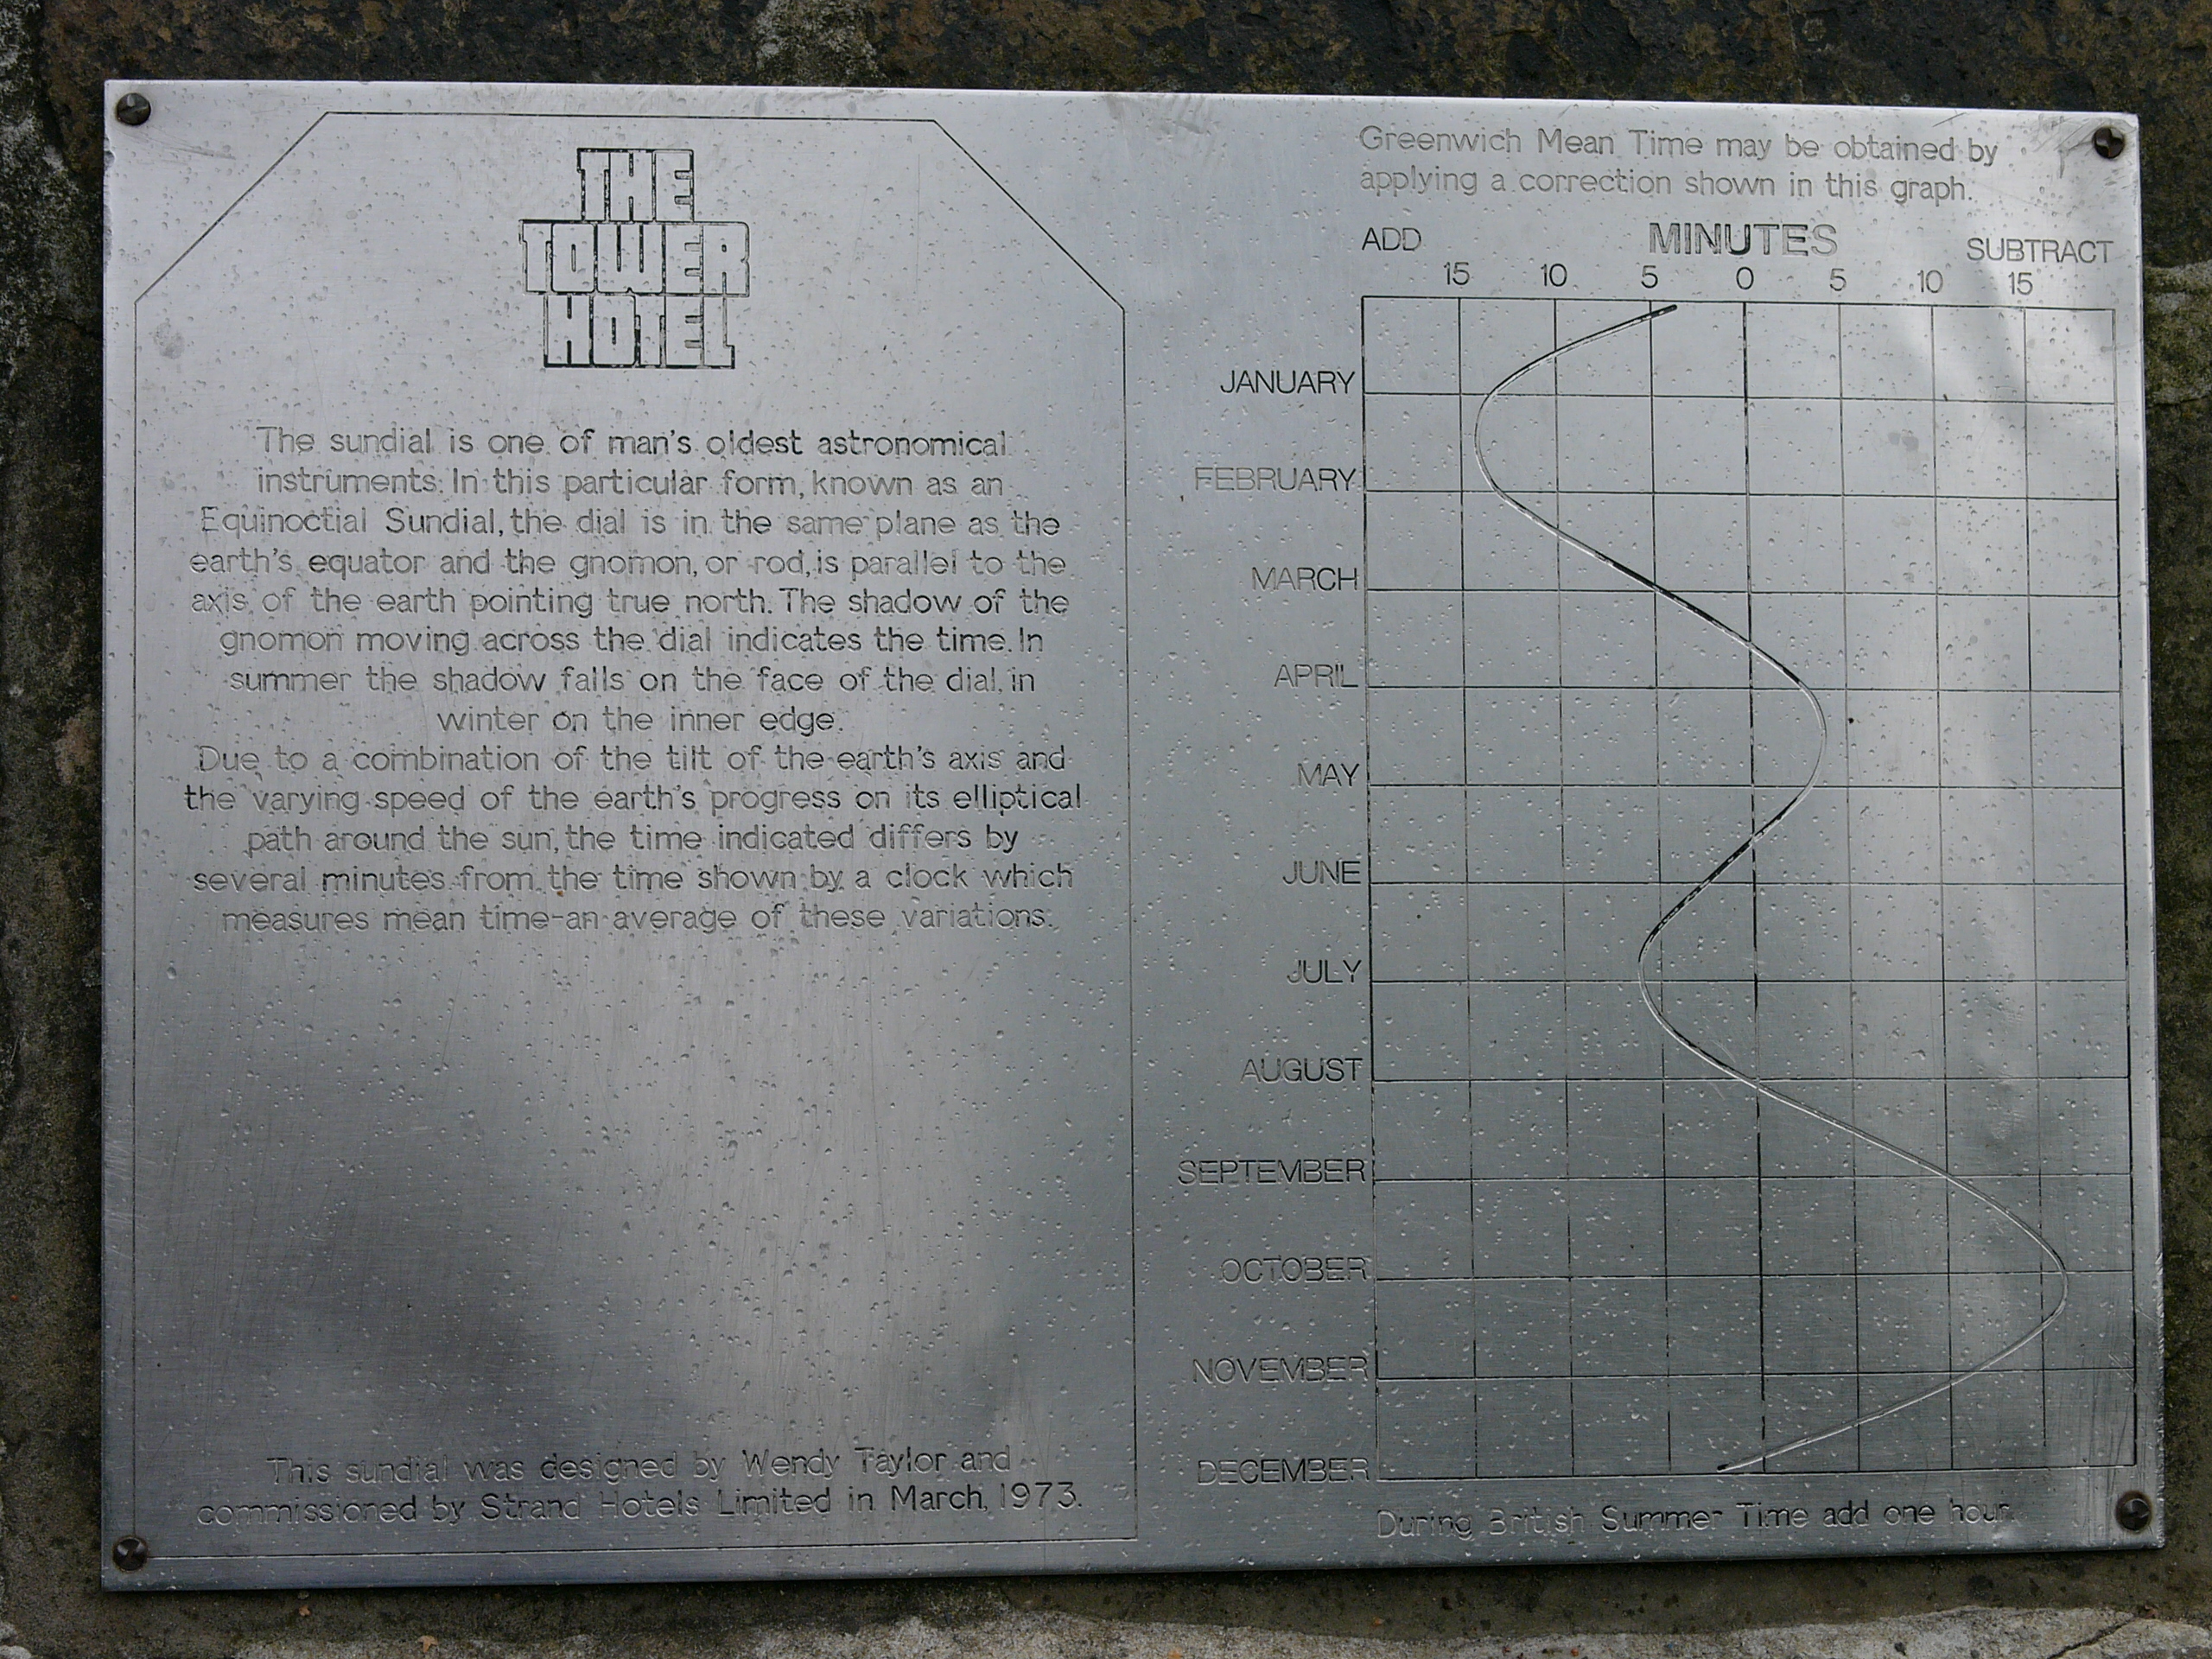 THE
TOWER
HOTEL
The sundial is one of man's oldest astronomical
instruments. In this particular form, known as an
Equinoctial Sundial, the dial is in the same plane as the
earth's equator and the gnomon, or rod, is parallel to the
axis of the earth pointing true north. The shadow of the
gnomon moving across the dial indicates the time. In
summer the shadow falls on the face of the dial, in
winter on the inner edge.
Due to a combination of the tilt of the earth's axis and
the varying speed of the earth's progress on its elliptical
path around the sun, the time indicated differs by
several minutes from the time shown by a clock which
measures mean time-an average of these variations.
This sundial was designed by Wendy Taylor and
commissioned by Strand Hotels Limited in March, 1973.
Greenwich Mean Time may be obtained by
applying a correction shown in this graph.
ADD MINUTES SUBTRACT
15 10 5 0 5 10 15
JANUARY
FEBRUARY
MARCH
APRIL
MAY
JUNE
JULY
AUGUST
SEPTEMBER
OCTOBER
NOVEMBER
DECEMBER
During British Summer Time add one hour.